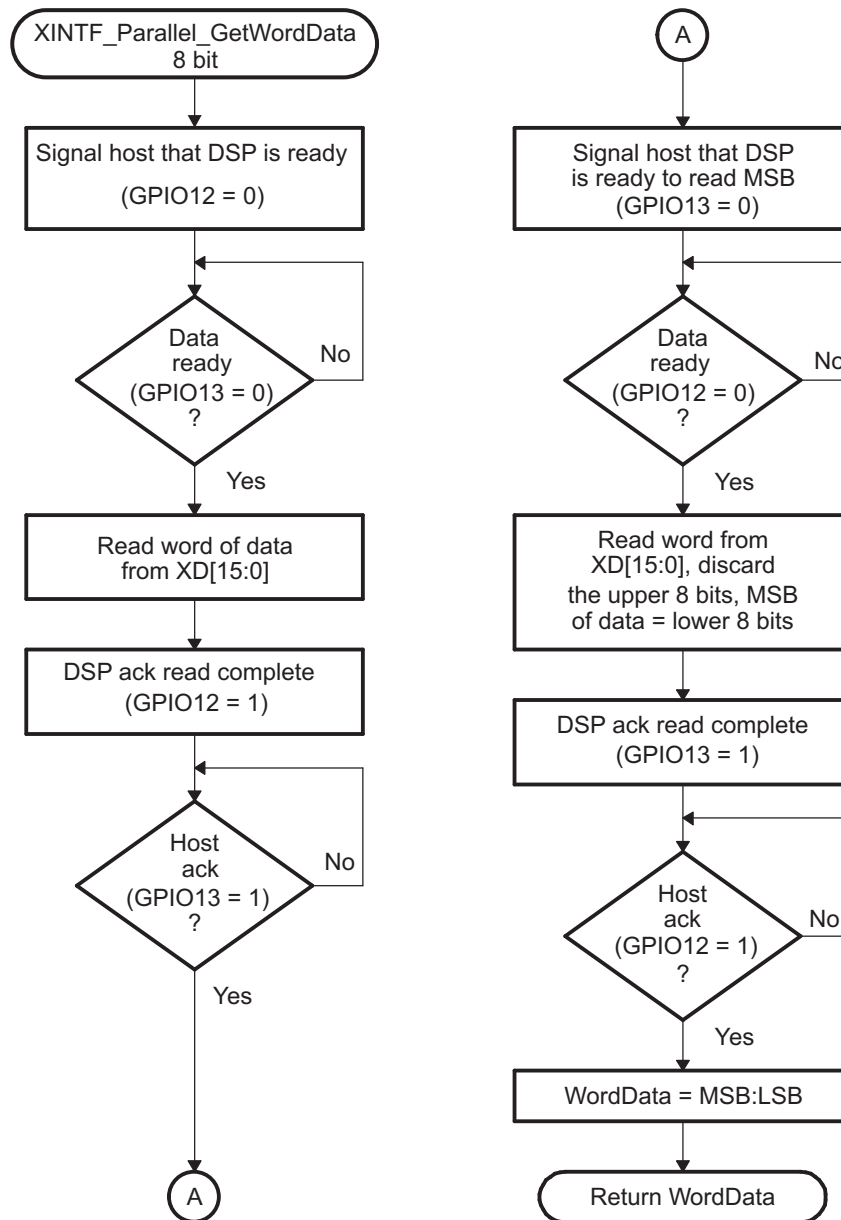 XINTF_Parallel_GetWordData
8 bit
Signal host that DSP is ready
(GPIO12 = 0)
Data
ready
(GPIO13 = 0)
?
No
Yes
Read word of data
from XD[15:0]
DSP ack read complete
(GPIO12 = 1)
Host
ack
(GPIO13 = 1)
?
No
Yes
A
A
Signal host that DSP
is ready to read MSB
(GPIO13 = 0)
Data
ready
(GPIO12 = 0)
?
No
Yes
Read word from
XD[15:0], discard
the upper 8 bits, MSB
of data = lower 8 bits
DSP ack read complete
(GPIO13 = 1)
Host
ack
(GPIO12 = 1)
?
No
Yes
WordData = MSB:LSB
Return WordData